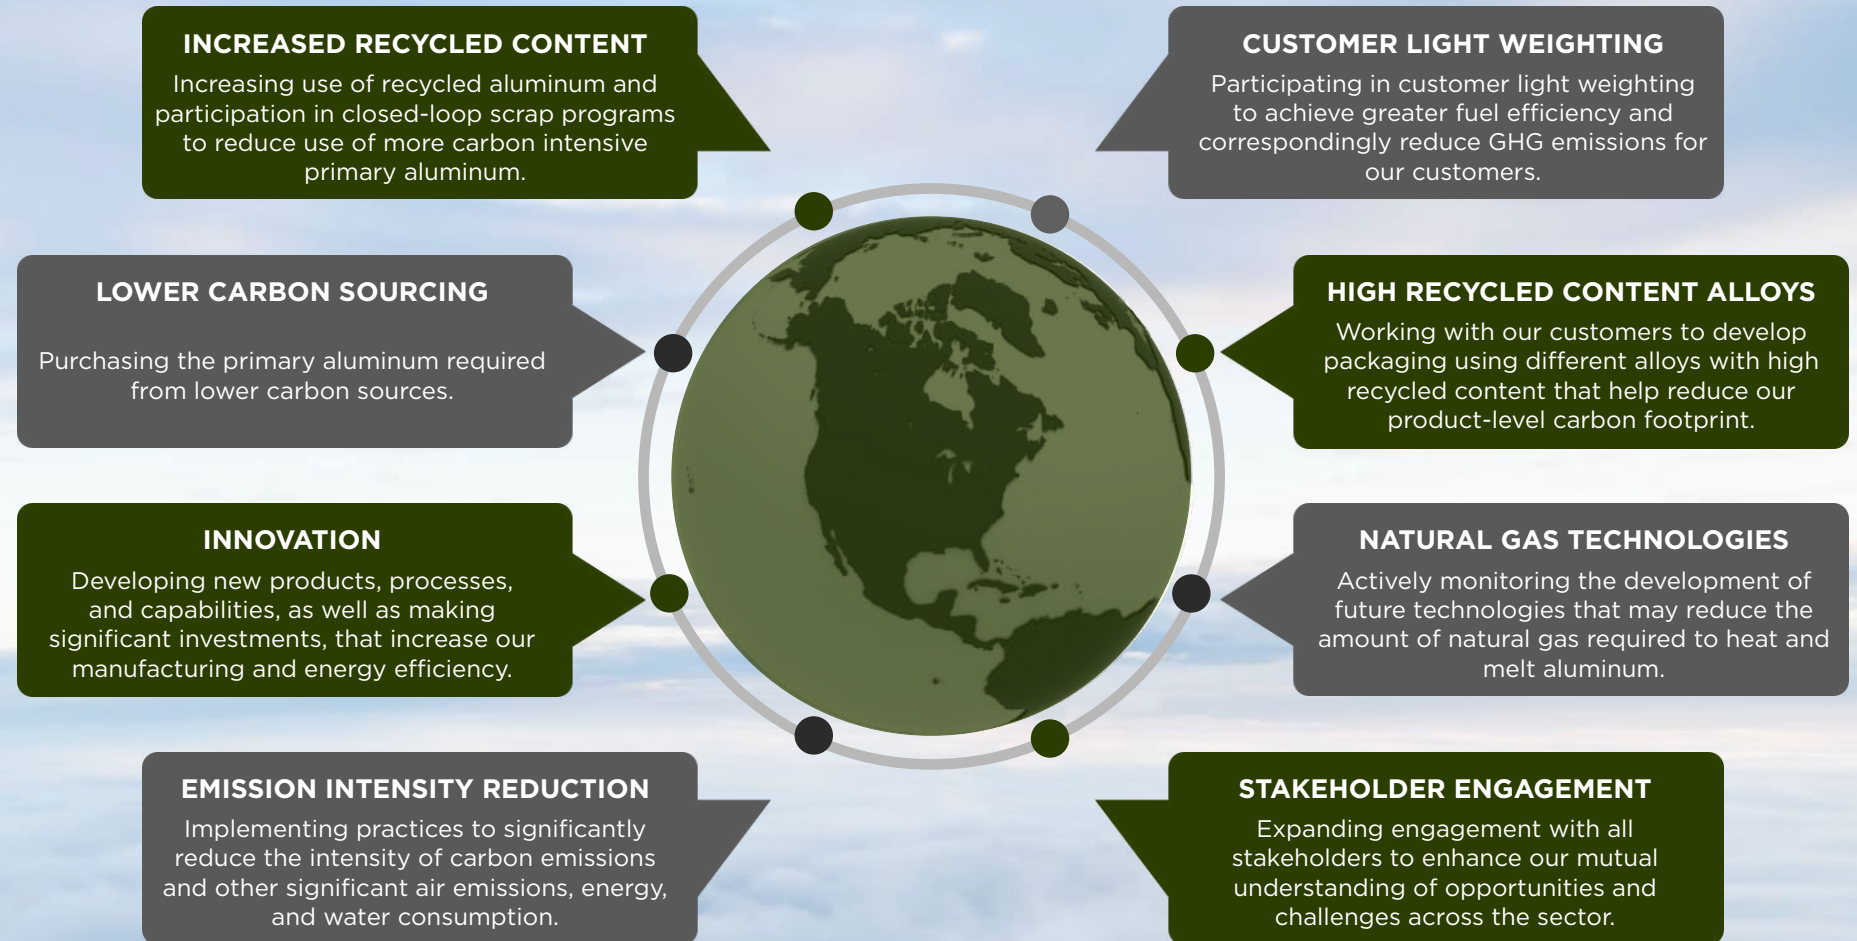 INCREASED RECYCLED CONTENT
Increasing use of recycled aluminum and
participation in closed-loop scrap programs
to reduce use of more carbon intensive
primary aluminum.
CUSTOMER LIGHT WEIGHTING
Participating in customer light weighting
to achieve greater fuel efficiency and
correspondingly reduce GHG emissions for
our customers.
LOWER CARBON SOURCING
Purchasing the primary aluminum required
from lower carbon sources.
HIGH RECYCLED CONTENT ALLOYS
Working with our customers to develop
packaging using different alloys with high
recycled content that help reduce our
product-level carbon footprint.
INNOVATION
Developing new products, processes,
and capabilities, as well as making
significant investments, that increase our
manufacturing and energy efficiency.
NATURAL GAS TECHNOLOGIES
Actively monitoring the development of
future technologies that may reduce the
amount of natural gas required to heat and
melt aluminum.
EMISSION INTENSITY REDUCTION
Implementing practices to significantly
reduce the intensity of carbon emissions
and other significant air emissions, energy,
and water consumption.
STAKEHOLDER ENGAGEMENT
Expanding engagement with all
stakeholders to enhance our mutual
understanding of opportunities and
challenges across the sector.